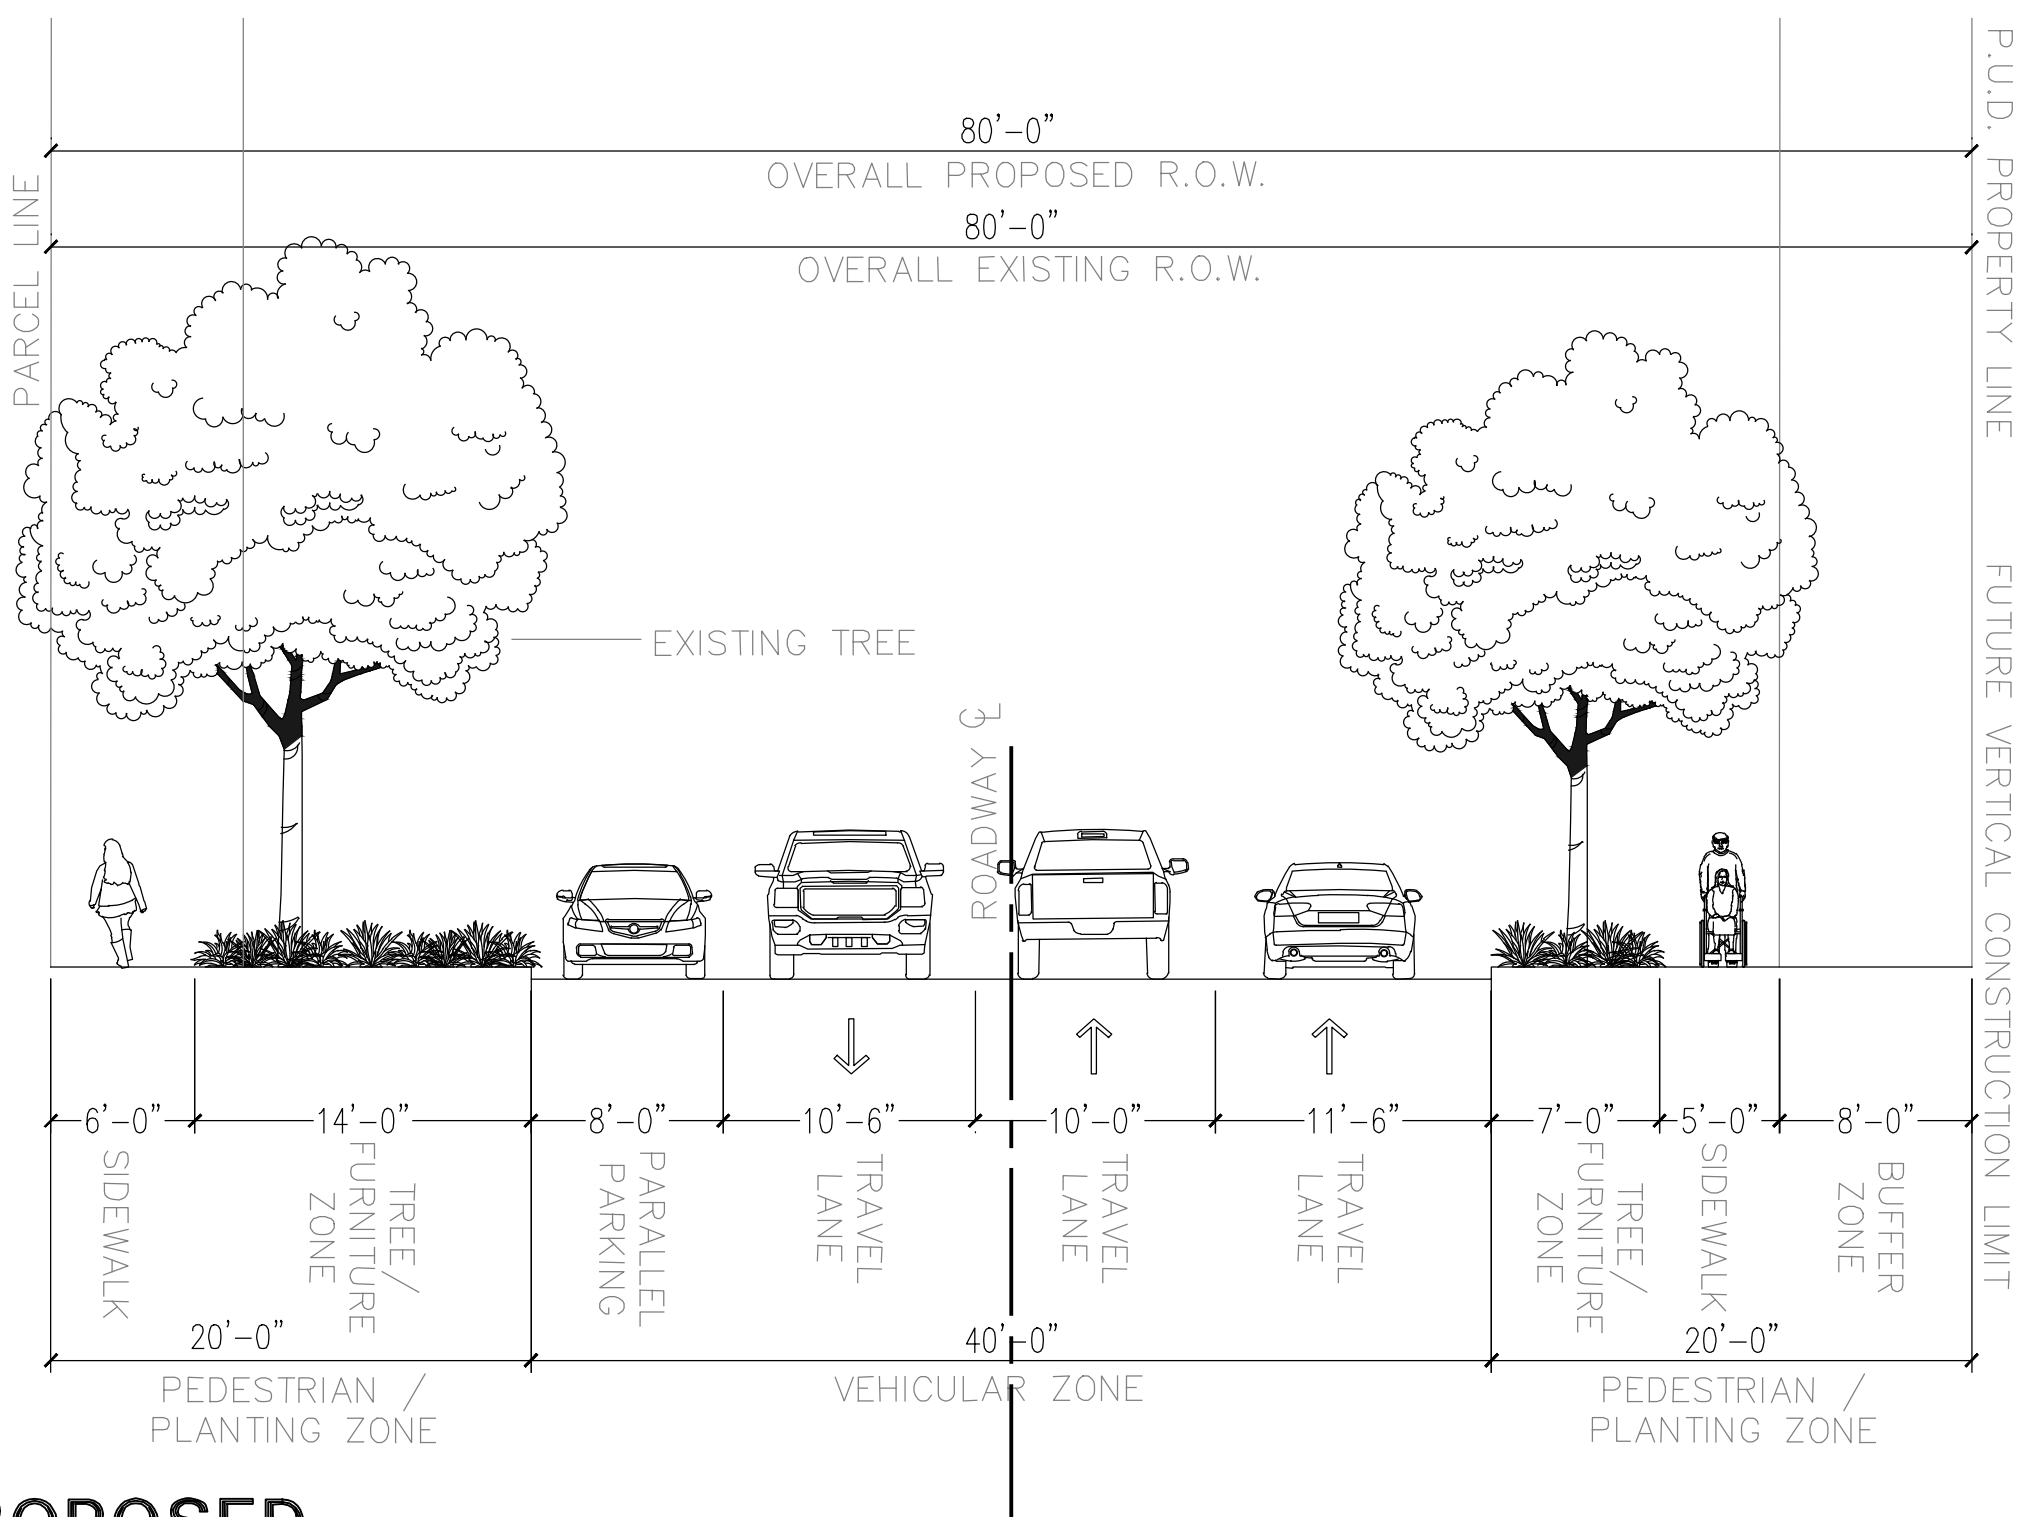 80'-0"
OVERALL PROPOSED R.O.W.
80'-0"
OVERALL EXISTING R.O.W.
PARCEL LINE
P.U.D. PROPERTY LINE
FUTURE VERTICAL CONSTRUCTION LIMIT
EXISTING TREE
ROADWAY ℄
6'-0"
14'-0"
8'-0"
10'-6"
10'-0"
11'-6"
7'-0"
5'-0"
8'-0"
SIDEWALK
TREE/
FURNITURE
ZONE
PARALLEL
PARKING
TRAVEL
LANE
TRAVEL
LANE
TRAVEL
LANE
TREE/
FURNITURE
ZONE
SIDEWALK
BUFFER
ZONE
20'-0"
40'-0"
20'-0"
PEDESTRIAN /
PLANTING ZONE
VEHICULAR ZONE
PEDESTRIAN /
PLANTING ZONE